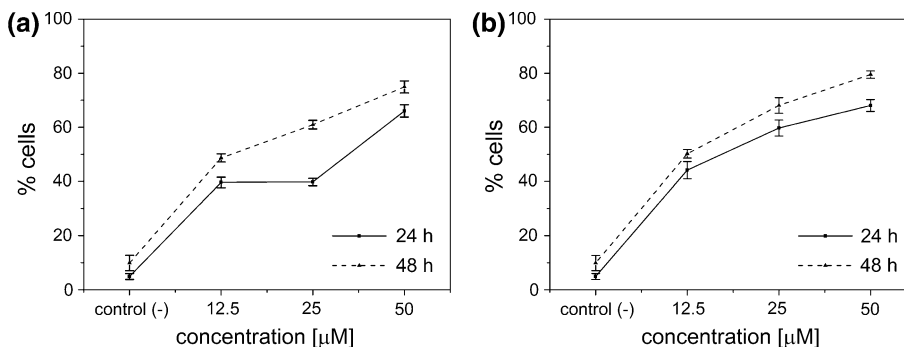 (a)
% cells
100
80
60
40
20
0
24 h
48 h
control (-) 12.5 25 50
concentration [μM]
(b)
% cells
100
80
60
40
20
0
24 h
48 h
control (-) 12.5 25 50
concentration [μM]